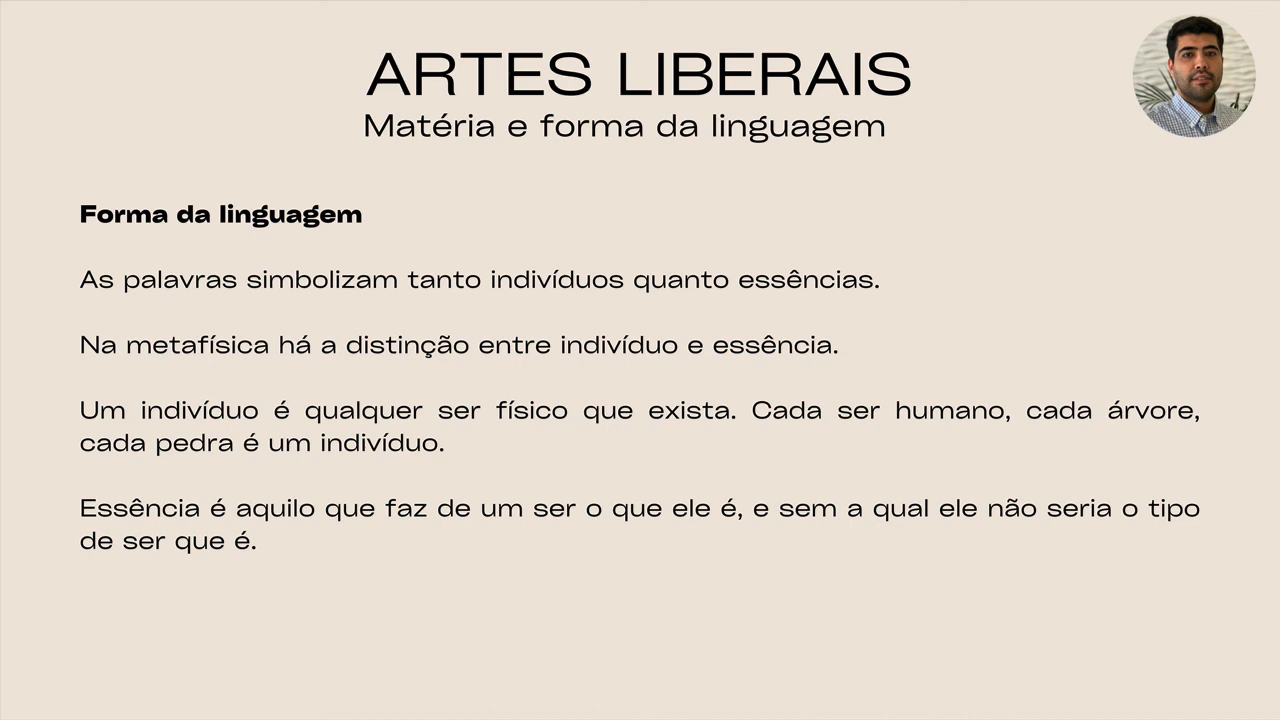 ARTES LIBERAIS
Matéria e forma da linguagem
Forma da linguagem
As palavras simbolizam tanto indivíduos quanto essências.
Na metafísica há a distinção entre indivíduo e essência.
Um indivíduo é qualquer ser físico que exista. Cada ser humano, cada árvore,
cada pedra é um indivíduo.
Essência é aquilo que faz de um ser o que ele é, e sem a qual ele não seria o tipo
de ser que é.